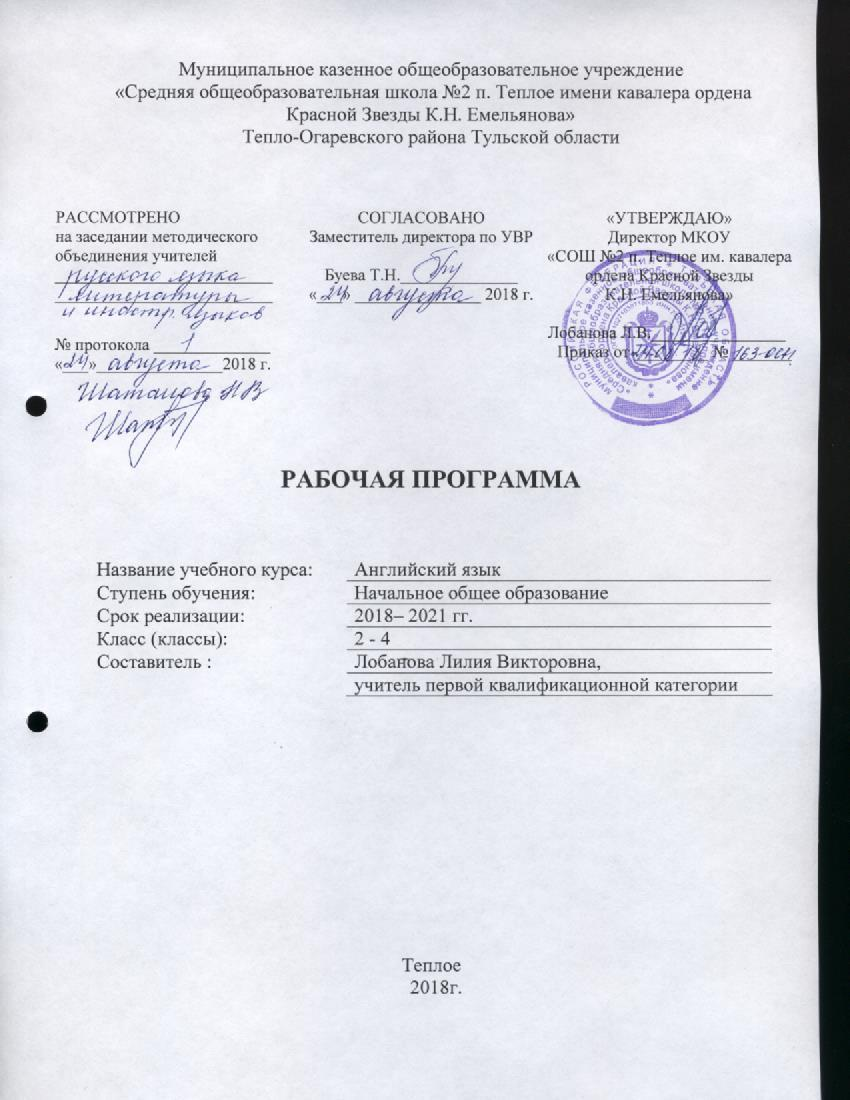 Муниципальное казенное общеобразовательное учреждение
«Средняя общеобразовательная школа №2 п. Теплое имени кавалера ордена
Красной Звезды К.Н. Емельянова»
Тепло-Огаревского района Тульской области
РАССМОТРЕНО
на заседании методического
объединения учителей
русского языка
литературы
и иностр. языков
№ протокола 1
«24» августа 2018 г.
СОГЛАСОВАНО
Заместитель директора по УВР
Буева Т.Н.
«24» августа 2018 г.
«УТВЕРЖДАЮ»
Директор МКОУ
«СОШ №2 п. Теплое им. кавалера
ордена Красной Звезды
К.Н. Емельянова»
Лобанова Л.В.
Приказ от № 163-осн
РАБОЧАЯ ПРОГРАММА
Название учебного курса: Английский язык
Ступень обучения: Начальное общее образование
Срок реализации: 2018– 2021 гг.
Класс (классы): 2 - 4
Составитель : Лобанова Лилия Викторовна,
учитель первой квалификационной категории
Теплое
2018г.